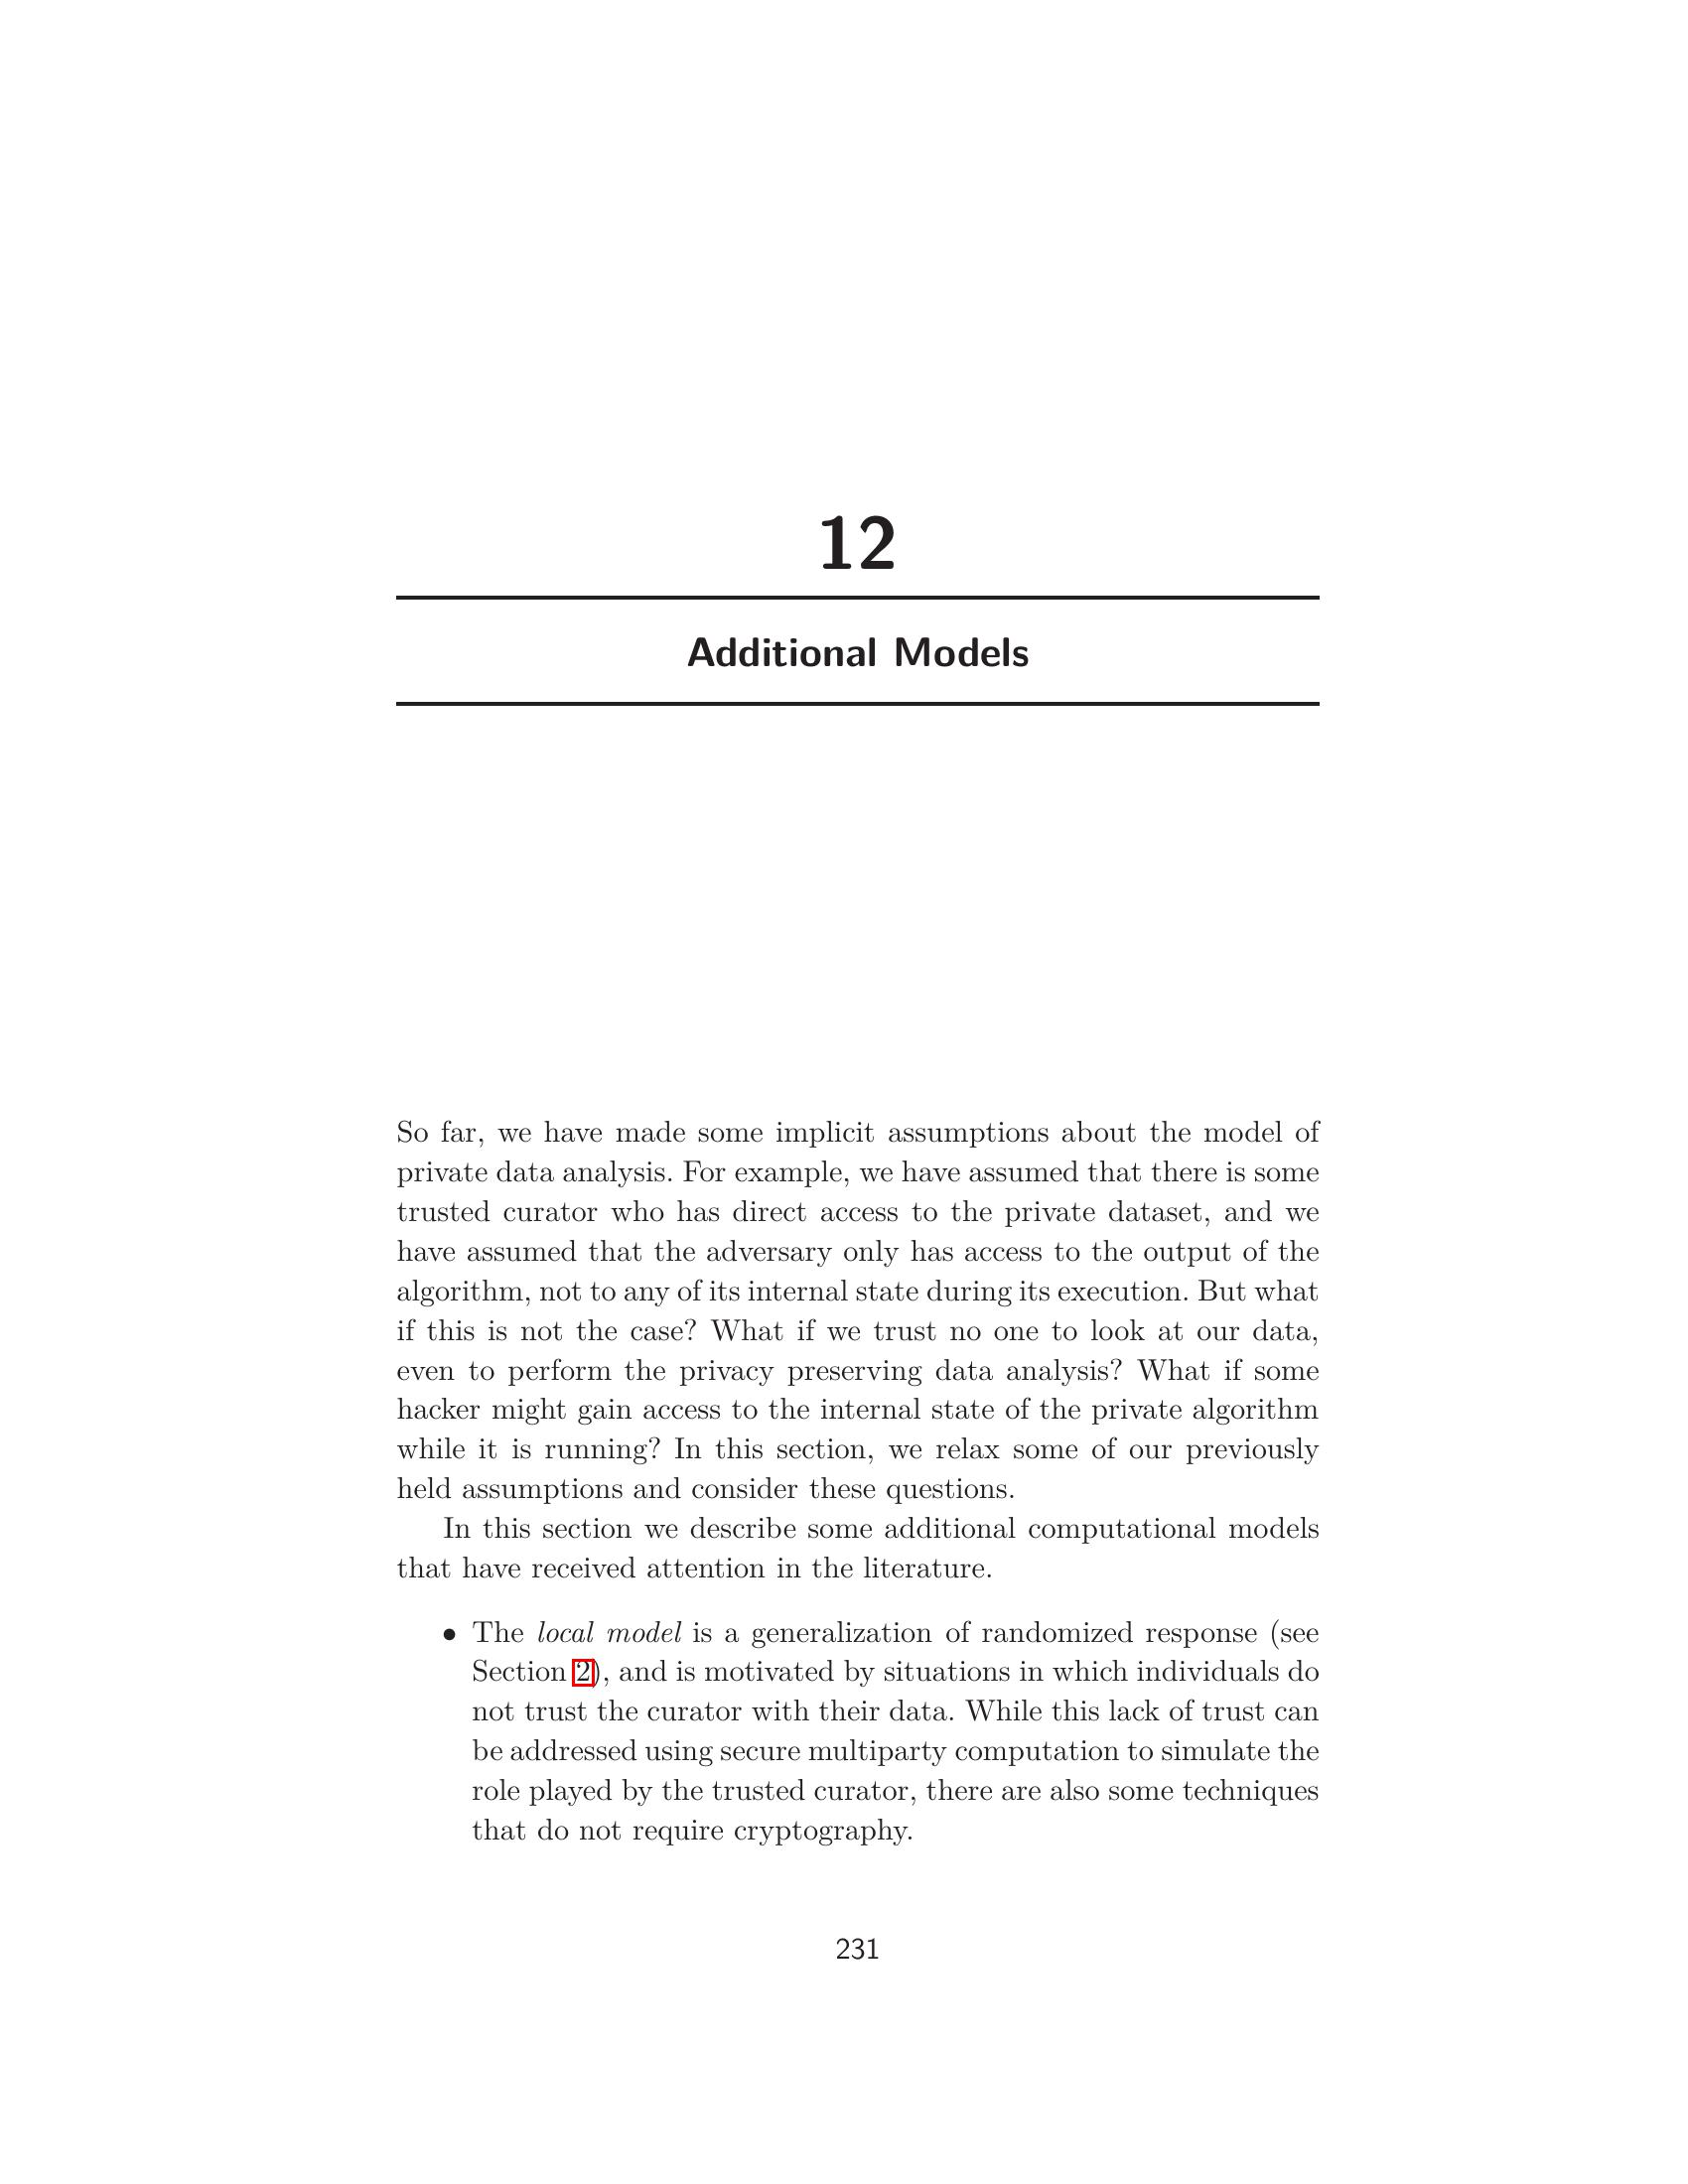 12
Additional Models
So far, we have made some implicit assumptions about the model of
private data analysis. For example, we have assumed that there is some
trusted curator who has direct access to the private dataset, and we
have assumed that the adversary only has access to the output of the
algorithm, not to any of its internal state during its execution. But what
if this is not the case? What if we trust no one to look at our data,
even to perform the privacy preserving data analysis? What if some
hacker might gain access to the internal state of the private algorithm
while it is running? In this section, we relax some of our previously
held assumptions and consider these questions.
In this section we describe some additional computational models
that have received attention in the literature.
• The local model is a generalization of randomized response (see
Section 2), and is motivated by situations in which individuals do
not trust the curator with their data. While this lack of trust can
be addressed using secure multiparty computation to simulate the
role played by the trusted curator, there are also some techniques
that do not require cryptography.
231